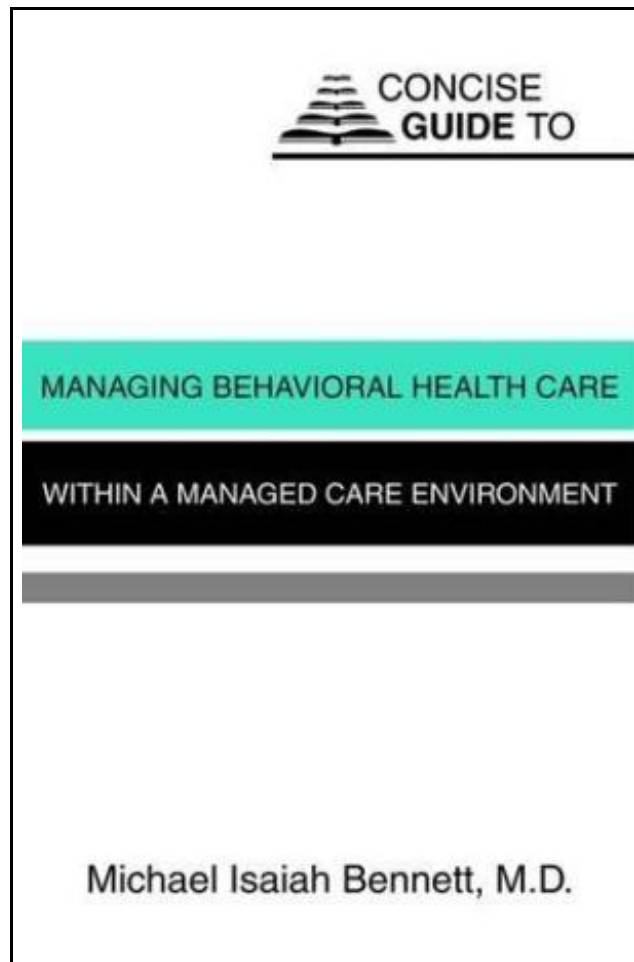 CONCISE
GUIDE TO
MANAGING BEHAVIORAL HEALTH CARE
WITHIN A MANAGED CARE ENVIRONMENT
Michael Isaiah Bennett, M.D.